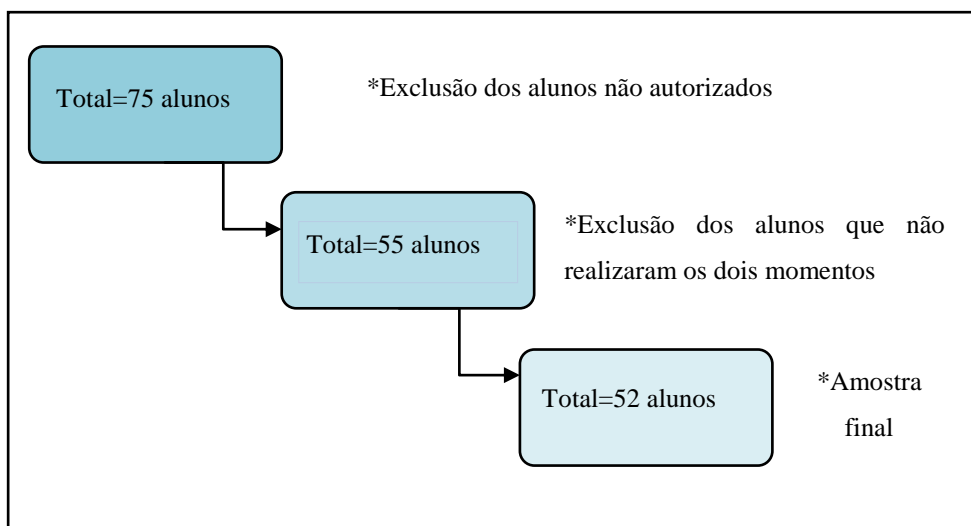 Total=75 alunos
*Exclusão dos alunos não autorizados
Total=55 alunos
*Exclusão dos alunos que não
realizaram os dois momentos
Total=52 alunos
*Amostra
final